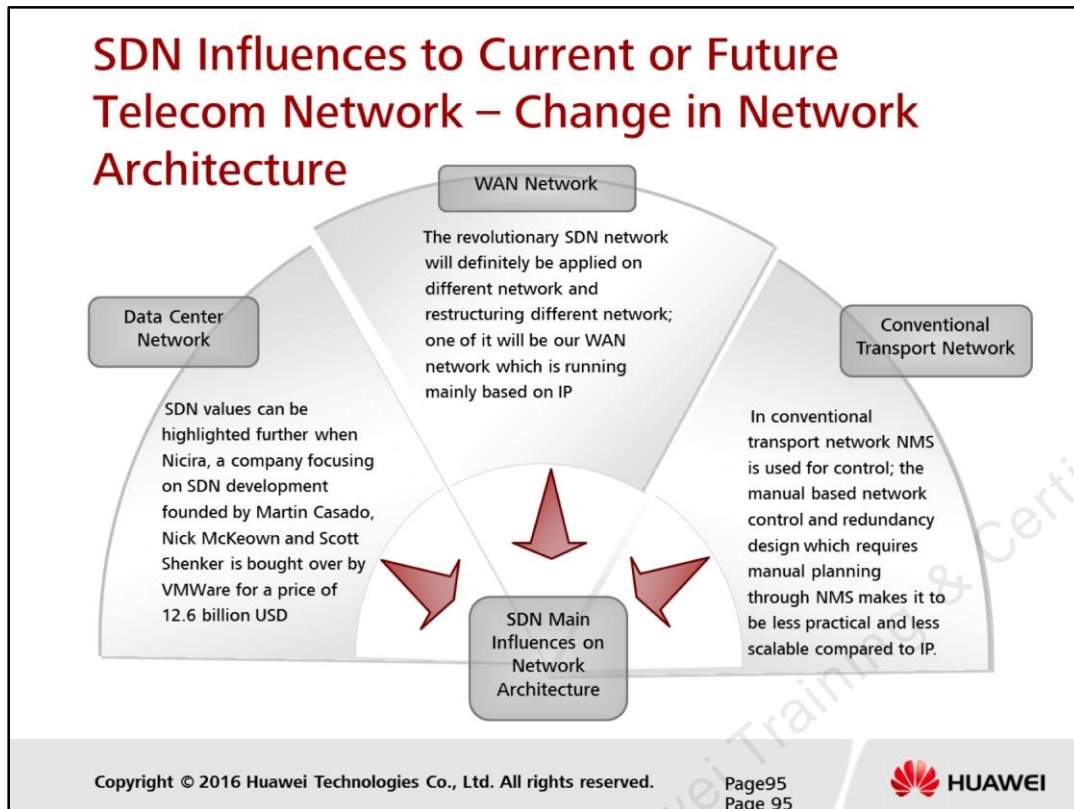 SDN Influences to Current or Future
Telecom Network – Change in Network
Architecture
WAN Network
The revolutionary SDN network
will definitely be applied on
different network and
restructuring different network;
one of it will be our WAN
network which is running
mainly based on IP
Data Center
Network
SDN values can be
highlighted further when
Nicira, a company focusing
on SDN development
founded by Martin Casado,
Nick McKeown and Scott
Shenker is bought over by
VMWare for a price of
12.6 billion USD
Conventional
Transport Network
In conventional
transport network NMS
is used for control; the
manual based network
control and redundancy
design which requires
manual planning
through NMS makes it to
be less practical and less
scalable compared to IP.
SDN Main
Influences on
Network
Architecture
Copyright © 2016 Huawei Technologies Co., Ltd. All rights reserved.
Page95
Page 95
HUAWEI
Training &